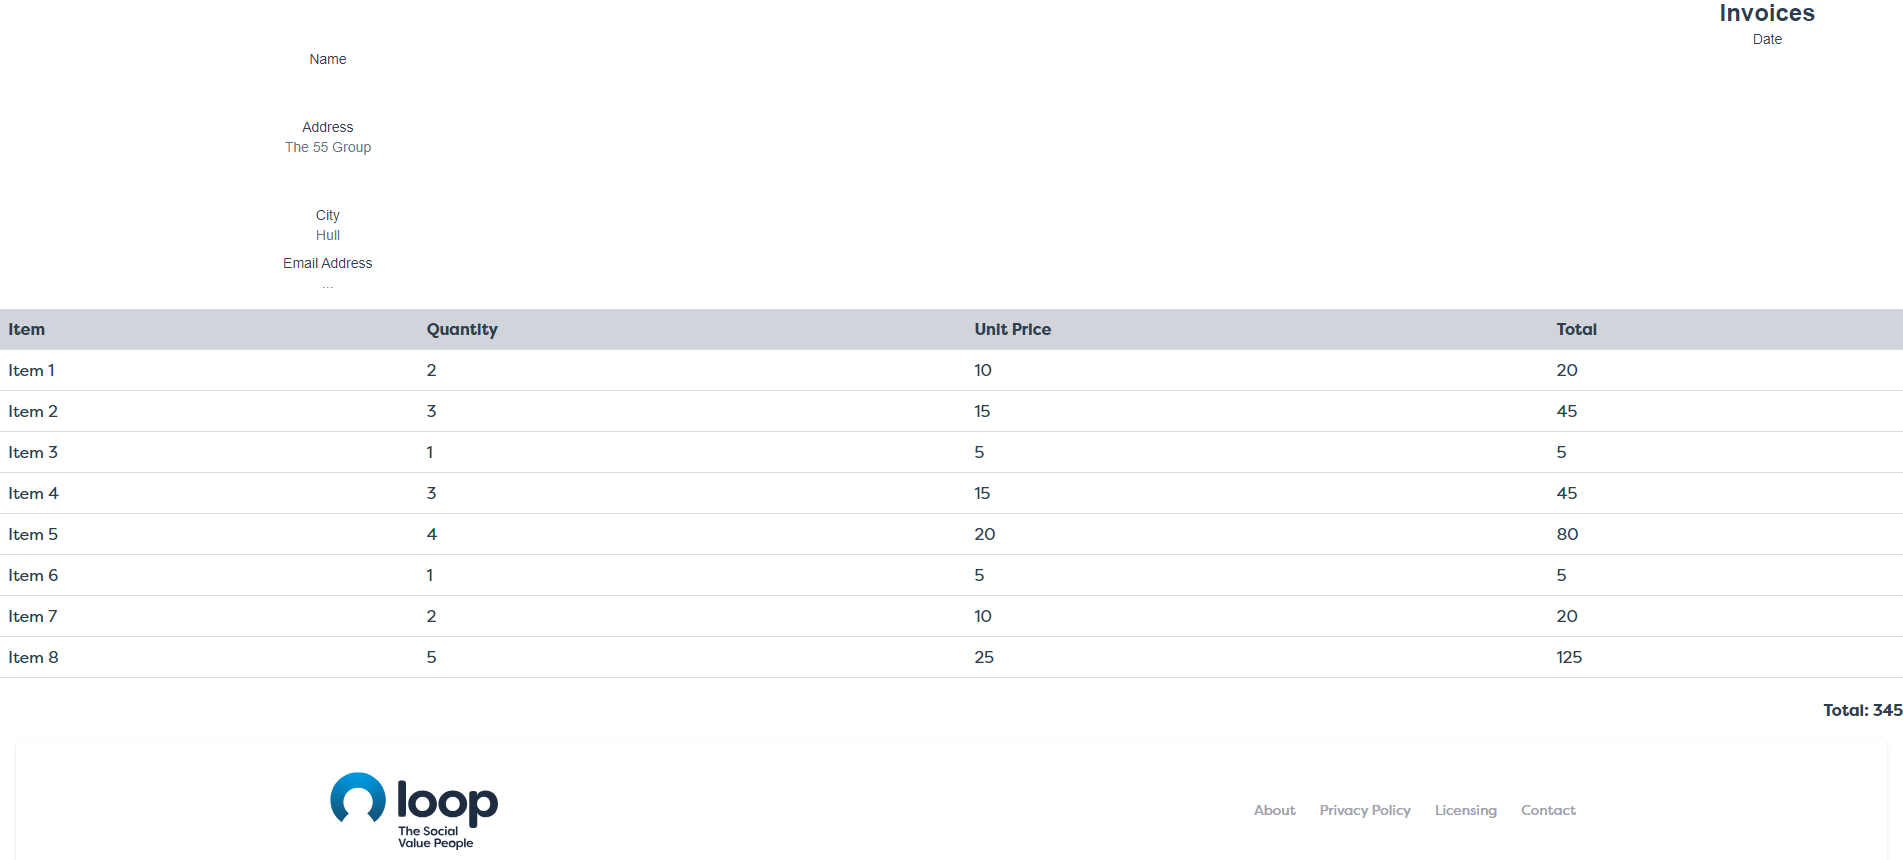 Invoices
Date
Name
Address
The 55 Group
City
Hull
Email Address
...
Item Quantity Unit Price Total
Item 1 2 10 20
Item 2 3 15 45
Item 3 1 5 5
Item 4 3 15 45
Item 5 4 20 80
Item 6 1 5 5
Item 7 2 10 20
Item 8 5 25 125
Total: 345
loop
The Social
Value People
About Privacy Policy Licensing Contact